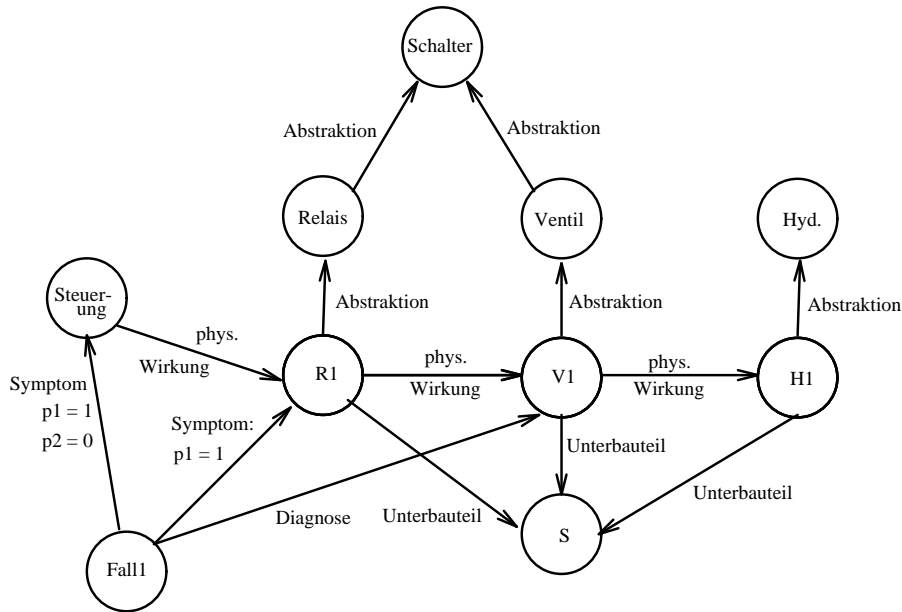 Schalter
Abstraktion
Abstraktion
Relais
Ventil
Hyd.
Steuer-
ung
Abstraktion
Abstraktion
Abstraktion
phys.
Wirkung
R1
phys.
Wirkung
V1
phys.
Wirkung
H1
Symptom
p1 = 1
p2 = 0
Symptom:
p1 = 1
Unterbauteil
Unterbauteil
Diagnose
Unterbauteil
S
Fall1